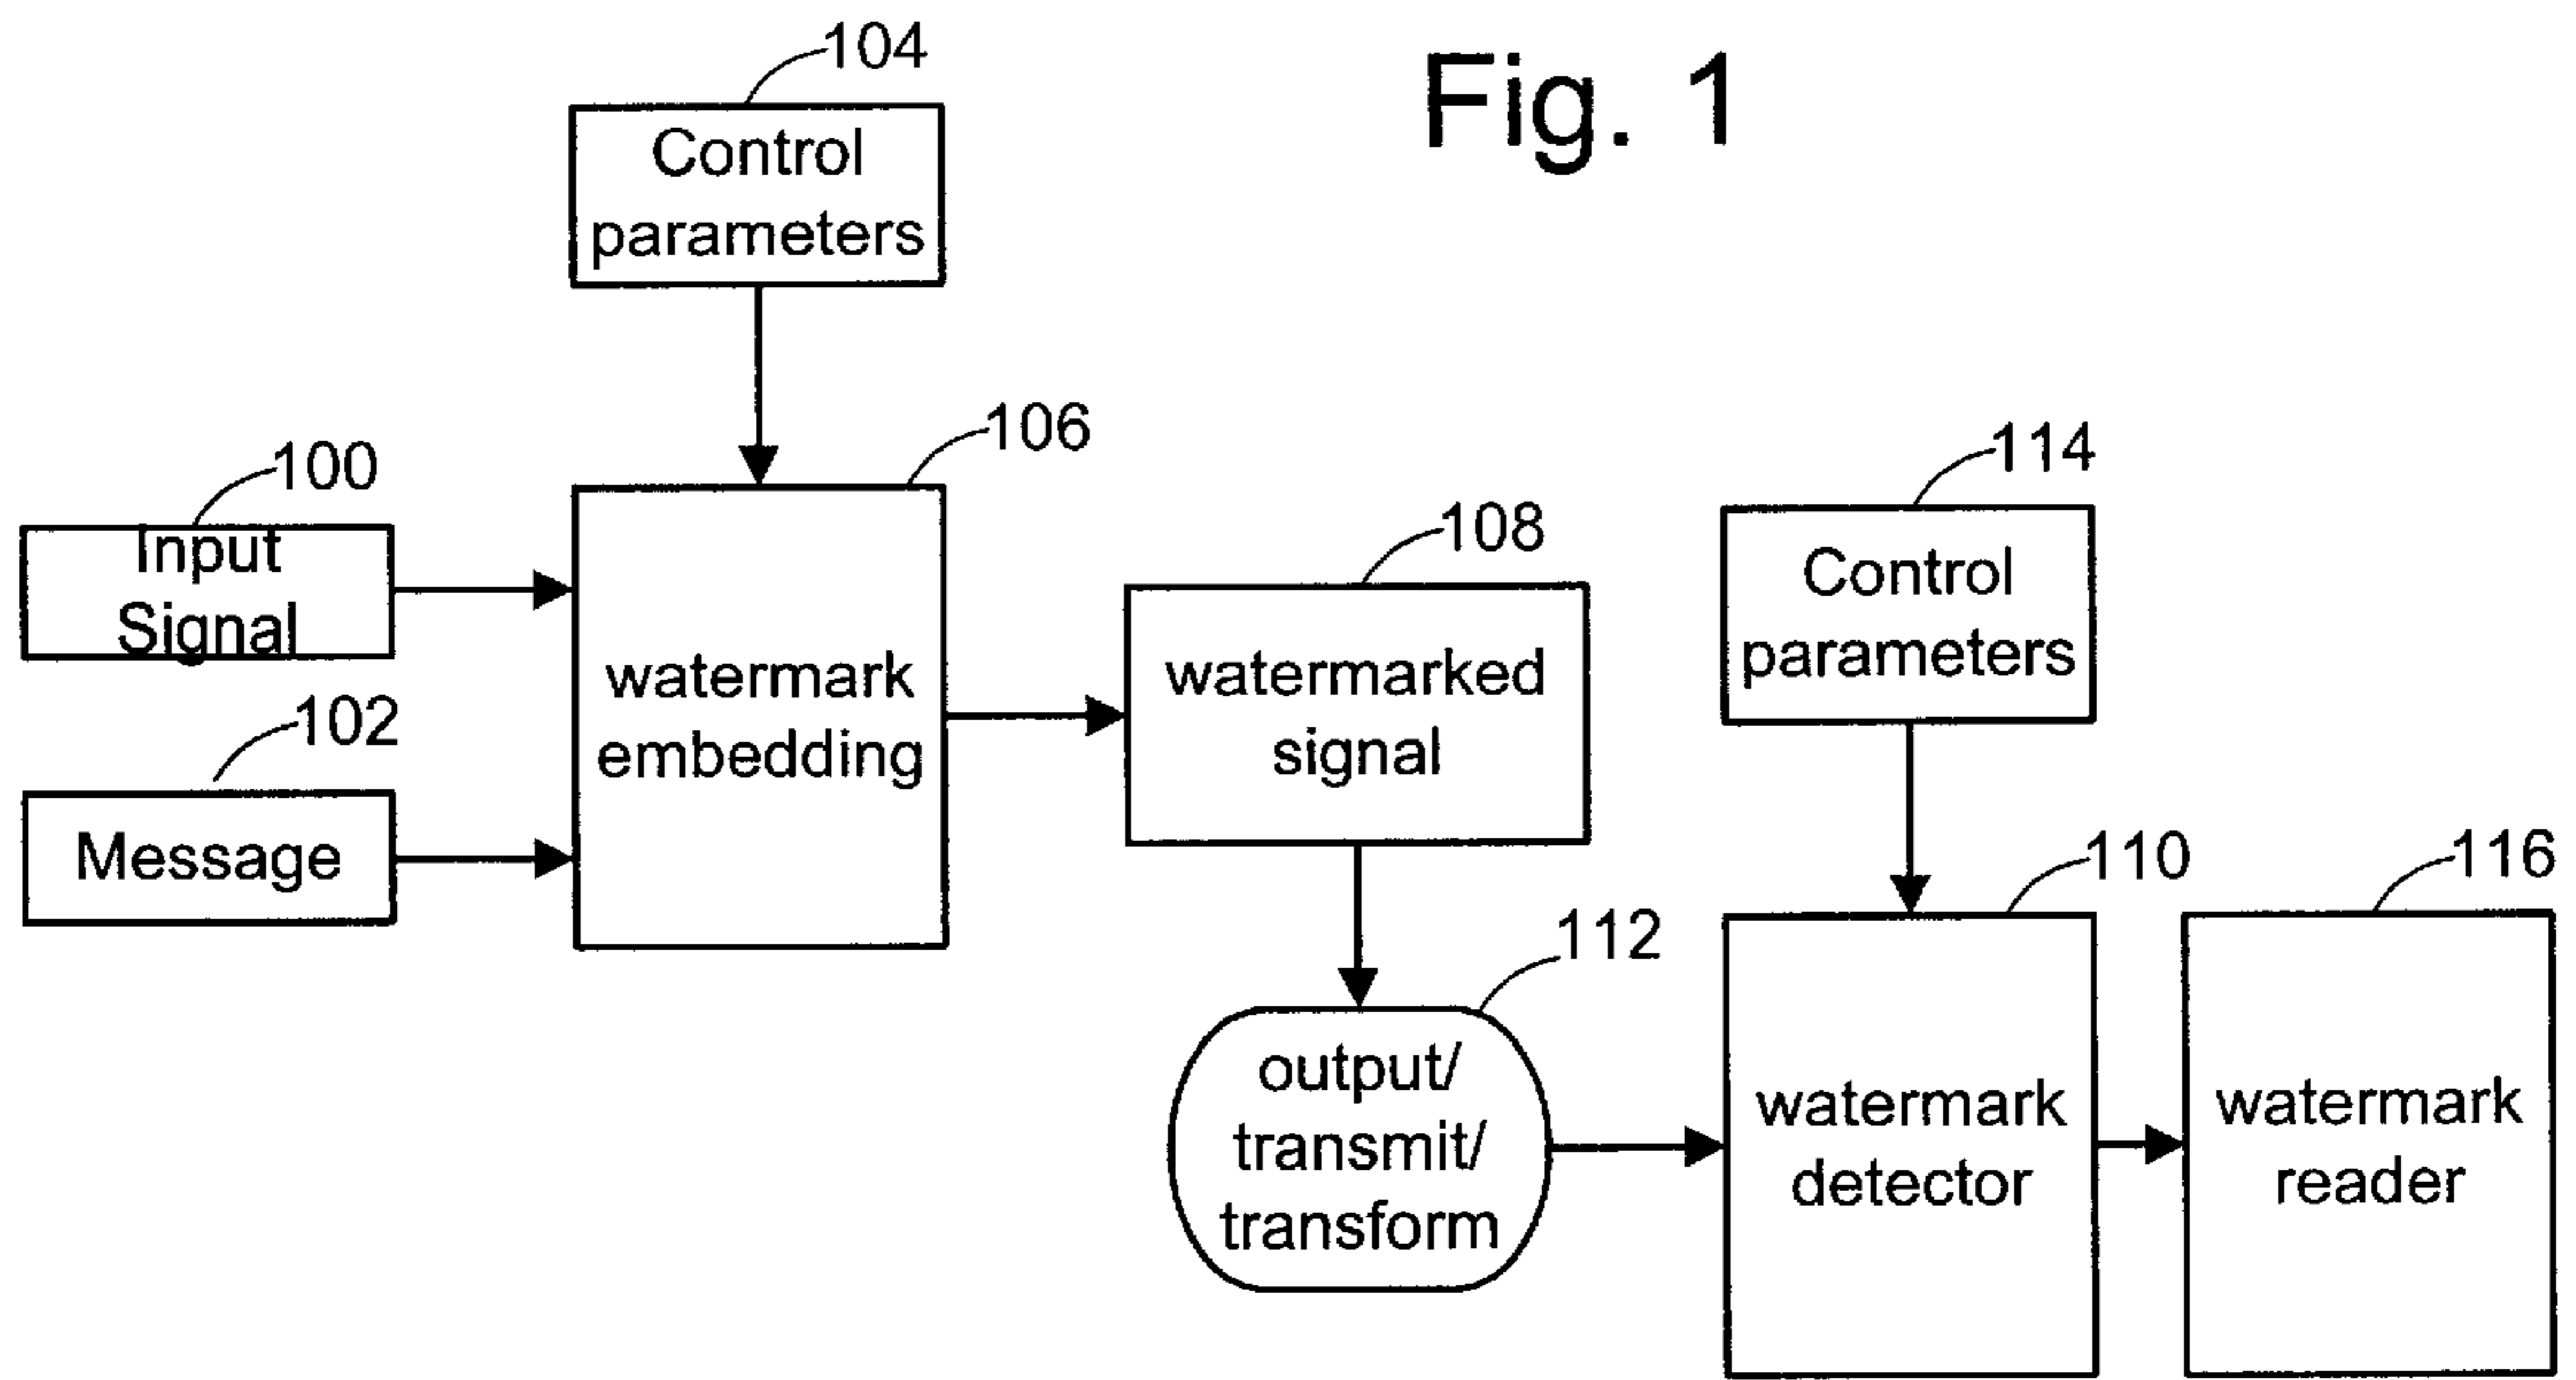 Fig. 1
104
Control
parameters
100
Input
Signal
102
Message
106
watermark
embedding
108
watermarked
signal
112
output/
transmit/
transform
114
Control
parameters
110
watermark
detector
116
watermark
reader